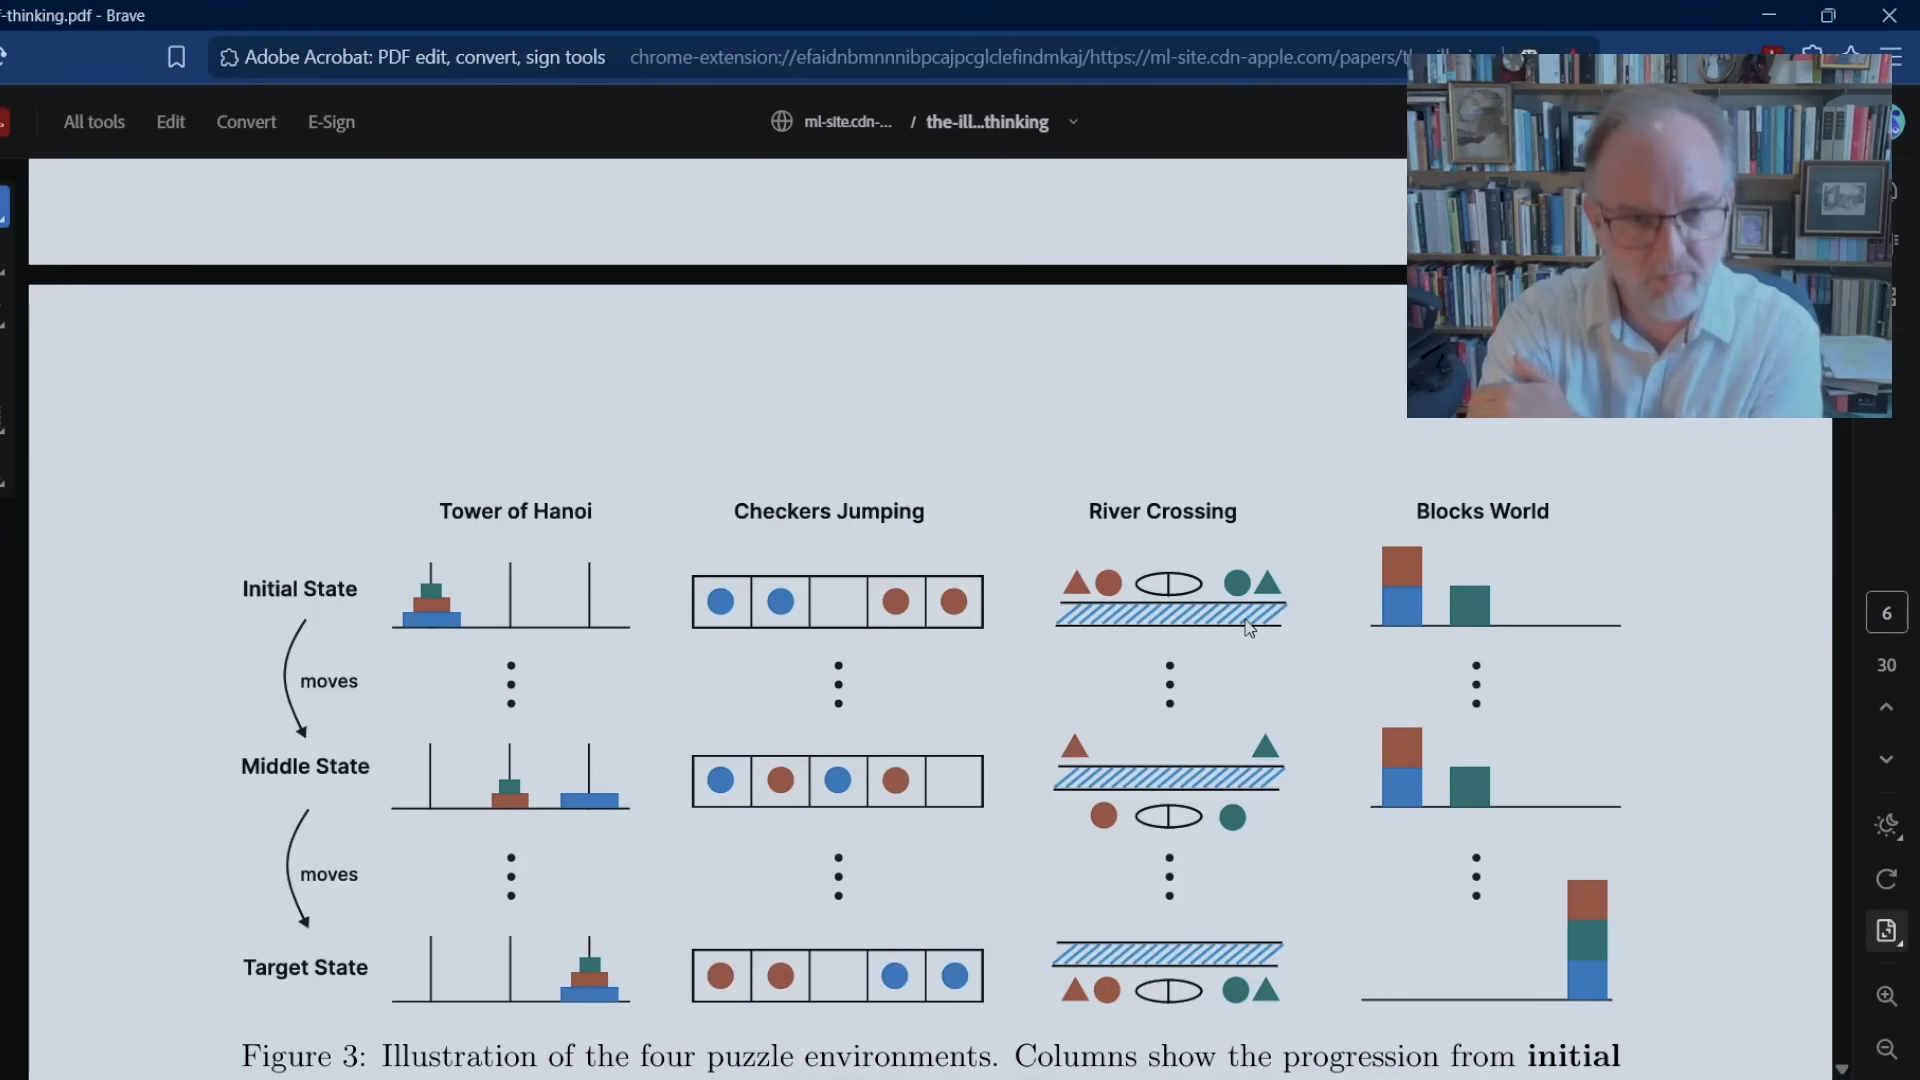 -thinking.pdf - Brave
Adobe Acrobat: PDF edit, convert, sign tools chrome-extension://efaidnbmnnnibpcajpcglclefindmkaj/https://ml-site.cdn-apple.com/papers/
All tools Edit Convert E-Sign
ml-site.cdn-... / the-ill...thinking
Tower of Hanoi Checkers Jumping River Crossing Blocks World
Initial State
moves
Middle State
moves
Target State
6
30
Figure 3: Illustration of the four puzzle environments. Columns show the progression from initial